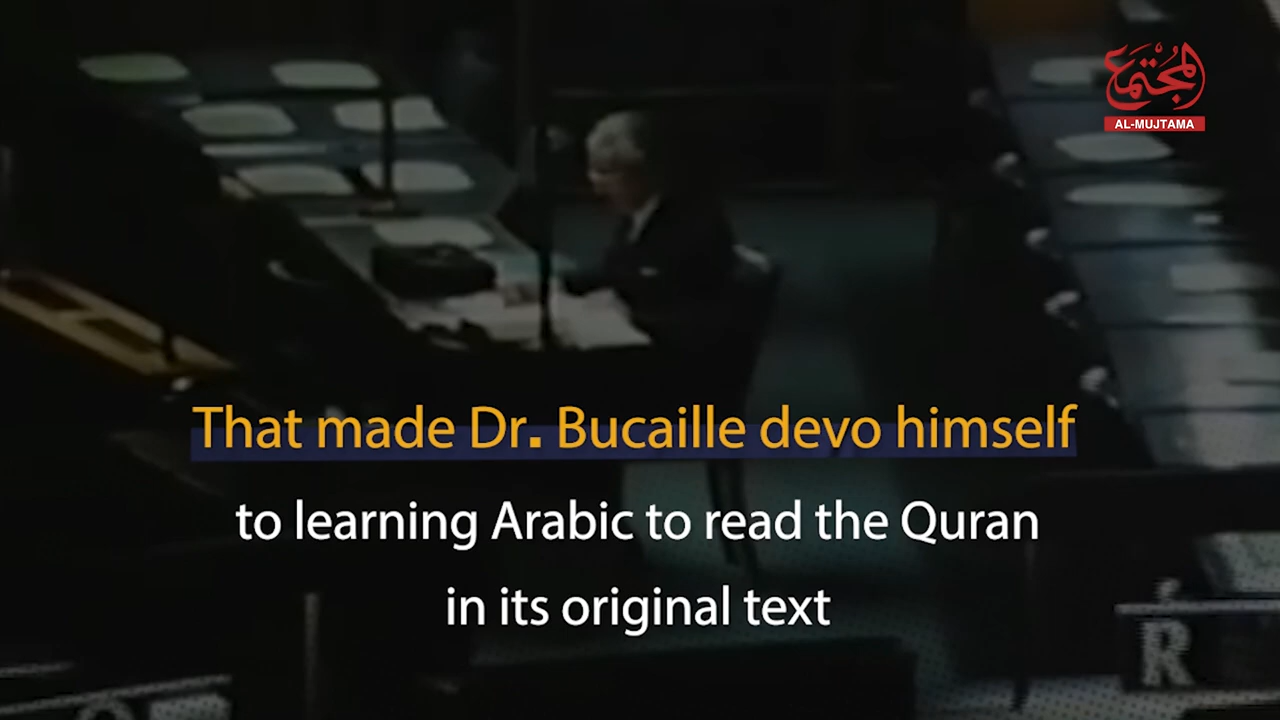 المجتمع
AL-MUJTAMA
That made Dr. Bucaille devo himself
to learning Arabic to read the Quran
in its original text
R